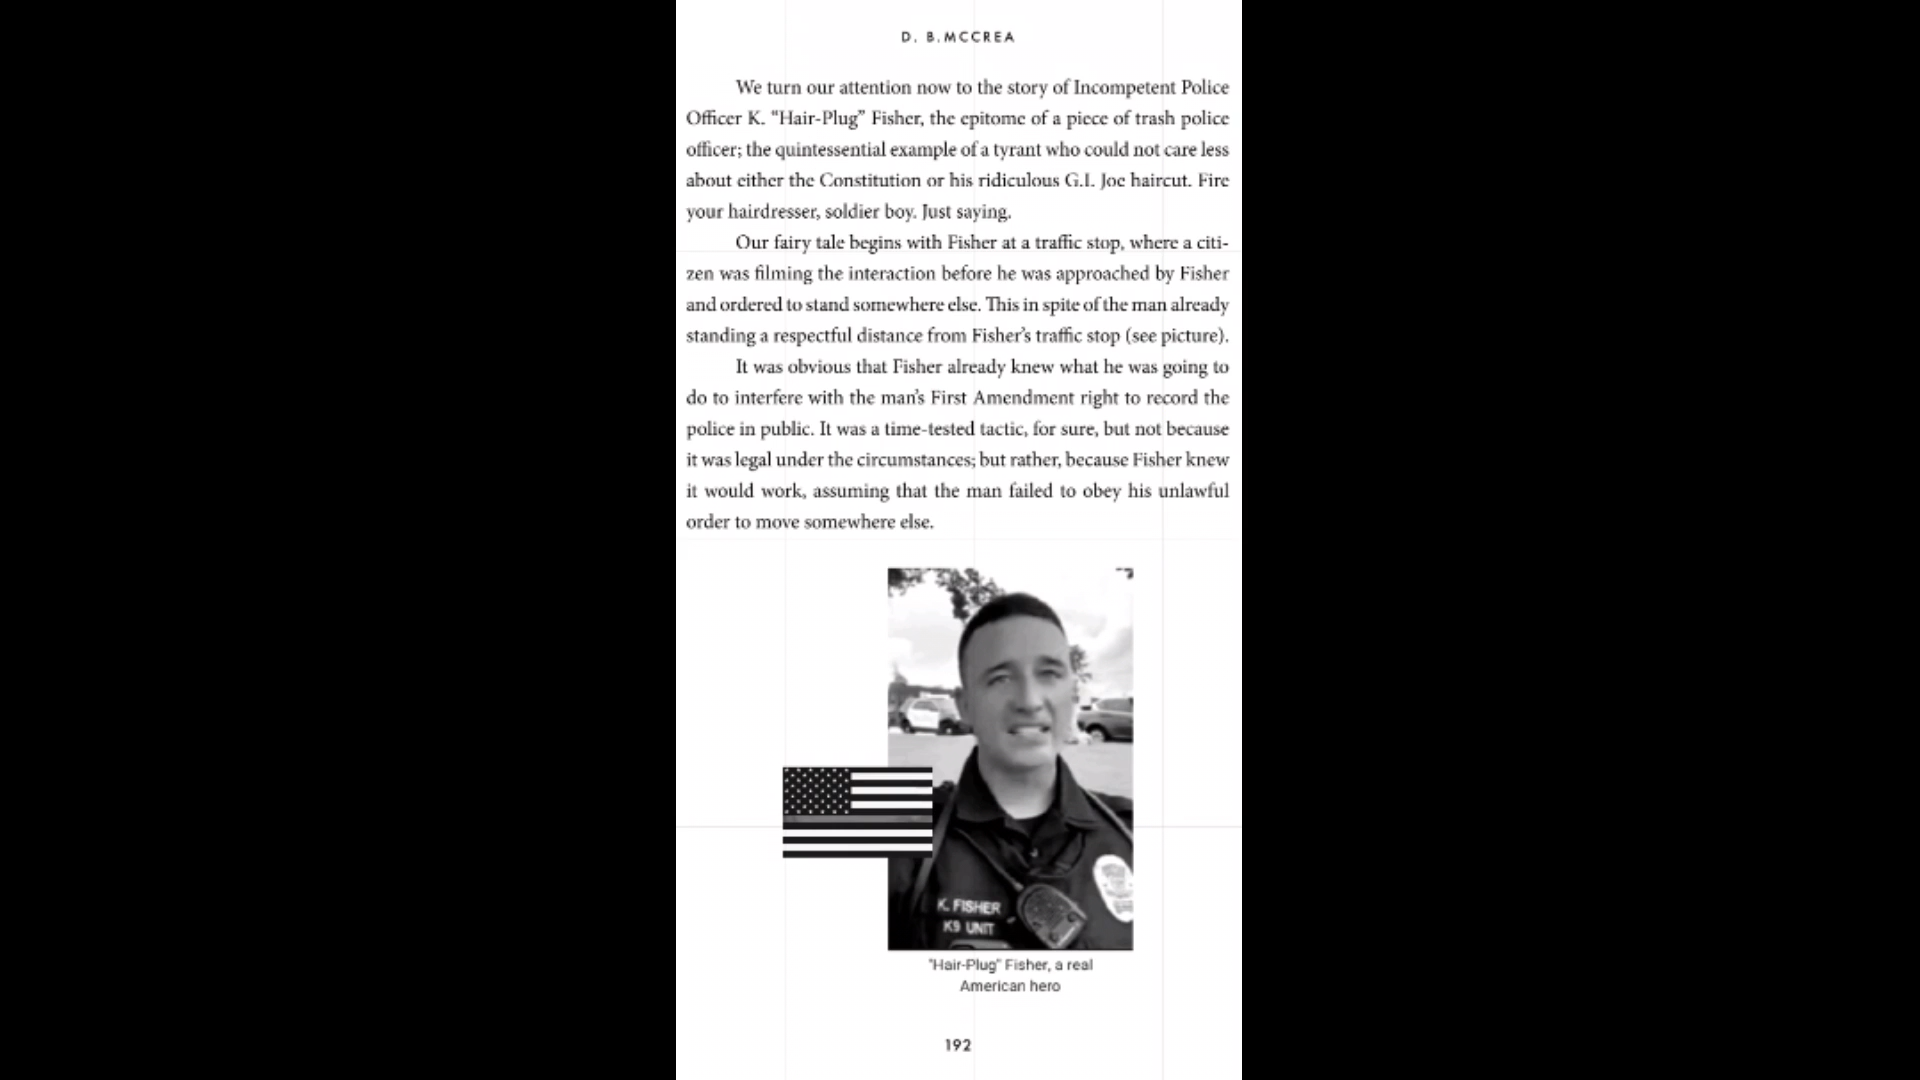 D. B.MCCREA
We turn our attention now to the story of Incompetent Police
Officer K. “Hair-Plug” Fisher, the epitome of a piece of trash police
officer; the quintessential example of a tyrant who could not care less
about either the Constitution or his ridiculous G.I. Joe haircut. Fire
your hairdresser, soldier boy. Just saying.
Our fairy tale begins with Fisher at a traffic stop, where a citi-
zen was filming the interaction before he was approached by Fisher
and ordered to stand somewhere else. This in spite of the man already
standing a respectful distance from Fisher’s traffic stop (see picture).
It was obvious that Fisher already knew what he was going to
do to interfere with the man’s First Amendment right to record the
police in public. It was a time-tested tactic, for sure, but not because
it was legal under the circumstances; but rather, because Fisher knew
it would work, assuming that the man failed to obey his unlawful
order to move somewhere else.
K. FISHER
K9 UNIT
"Hair-Plug" Fisher, a real
American hero
192